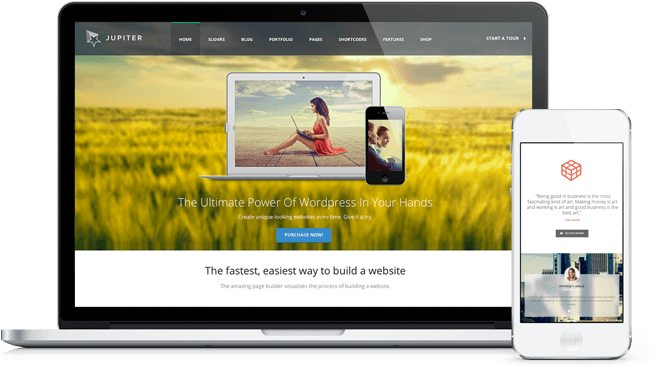 JUPITER
HOME SLIDERS BLOG PORTFOLIO PAGES SHORTCODES FEATURES SHOP START A TOUR
The Ultimate Power Of Wordpress In Your Hands
Create unique-looking websites in no time. Give it a try.
PURCHASE NOW!
The fastest, easiest way to build a website
The amazing page builder visualizes the process of building a website.
"Being good in business is the most
fascinating kind of art. Making money is art
and working is art and good business is the
best art."